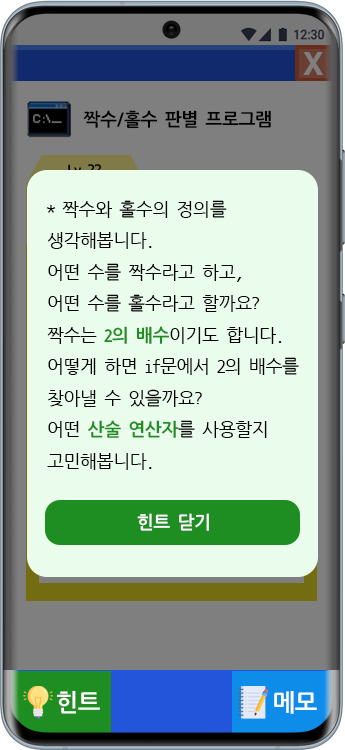 12:30
X
C:\__
짝수/홀수 판별 프로그램
Lv 22
* 짝수와 홀수의 정의를
생각해봅니다.
어떤 수를 짝수라고 하고,
어떤 수를 홀수라고 할까요?
짝수는 2의 배수이기도 합니다.
어떻게 하면 if문에서 2의 배수를
찾아낼 수 있을까요?
어떤 산술 연산자를 사용할지
고민해봅니다.
힌트 닫기
힌트
메모